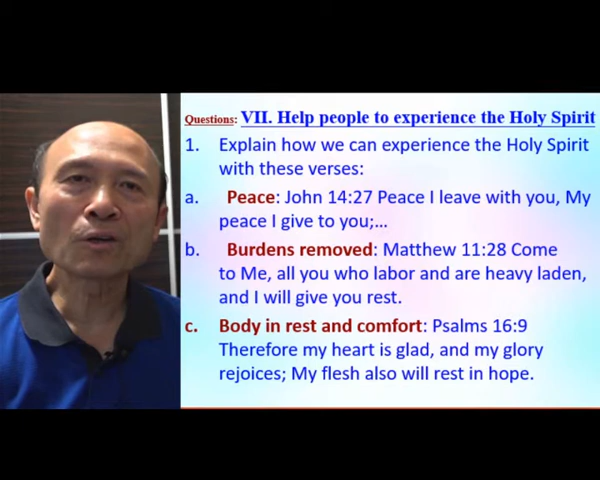 Questions: VII. Help people to experience the Holy Spirit
1. Explain how we can experience the Holy Spirit
with these verses:
a. Peace: John 14:27 Peace I leave with you, My
peace I give to you;...
b. Burdens removed: Matthew 11:28 Come
to Me, all you who labor and are heavy laden,
and I will give you rest.
c. Body in rest and comfort: Psalms 16:9
Therefore my heart is glad, and my glory
rejoices; My flesh also will rest in hope.